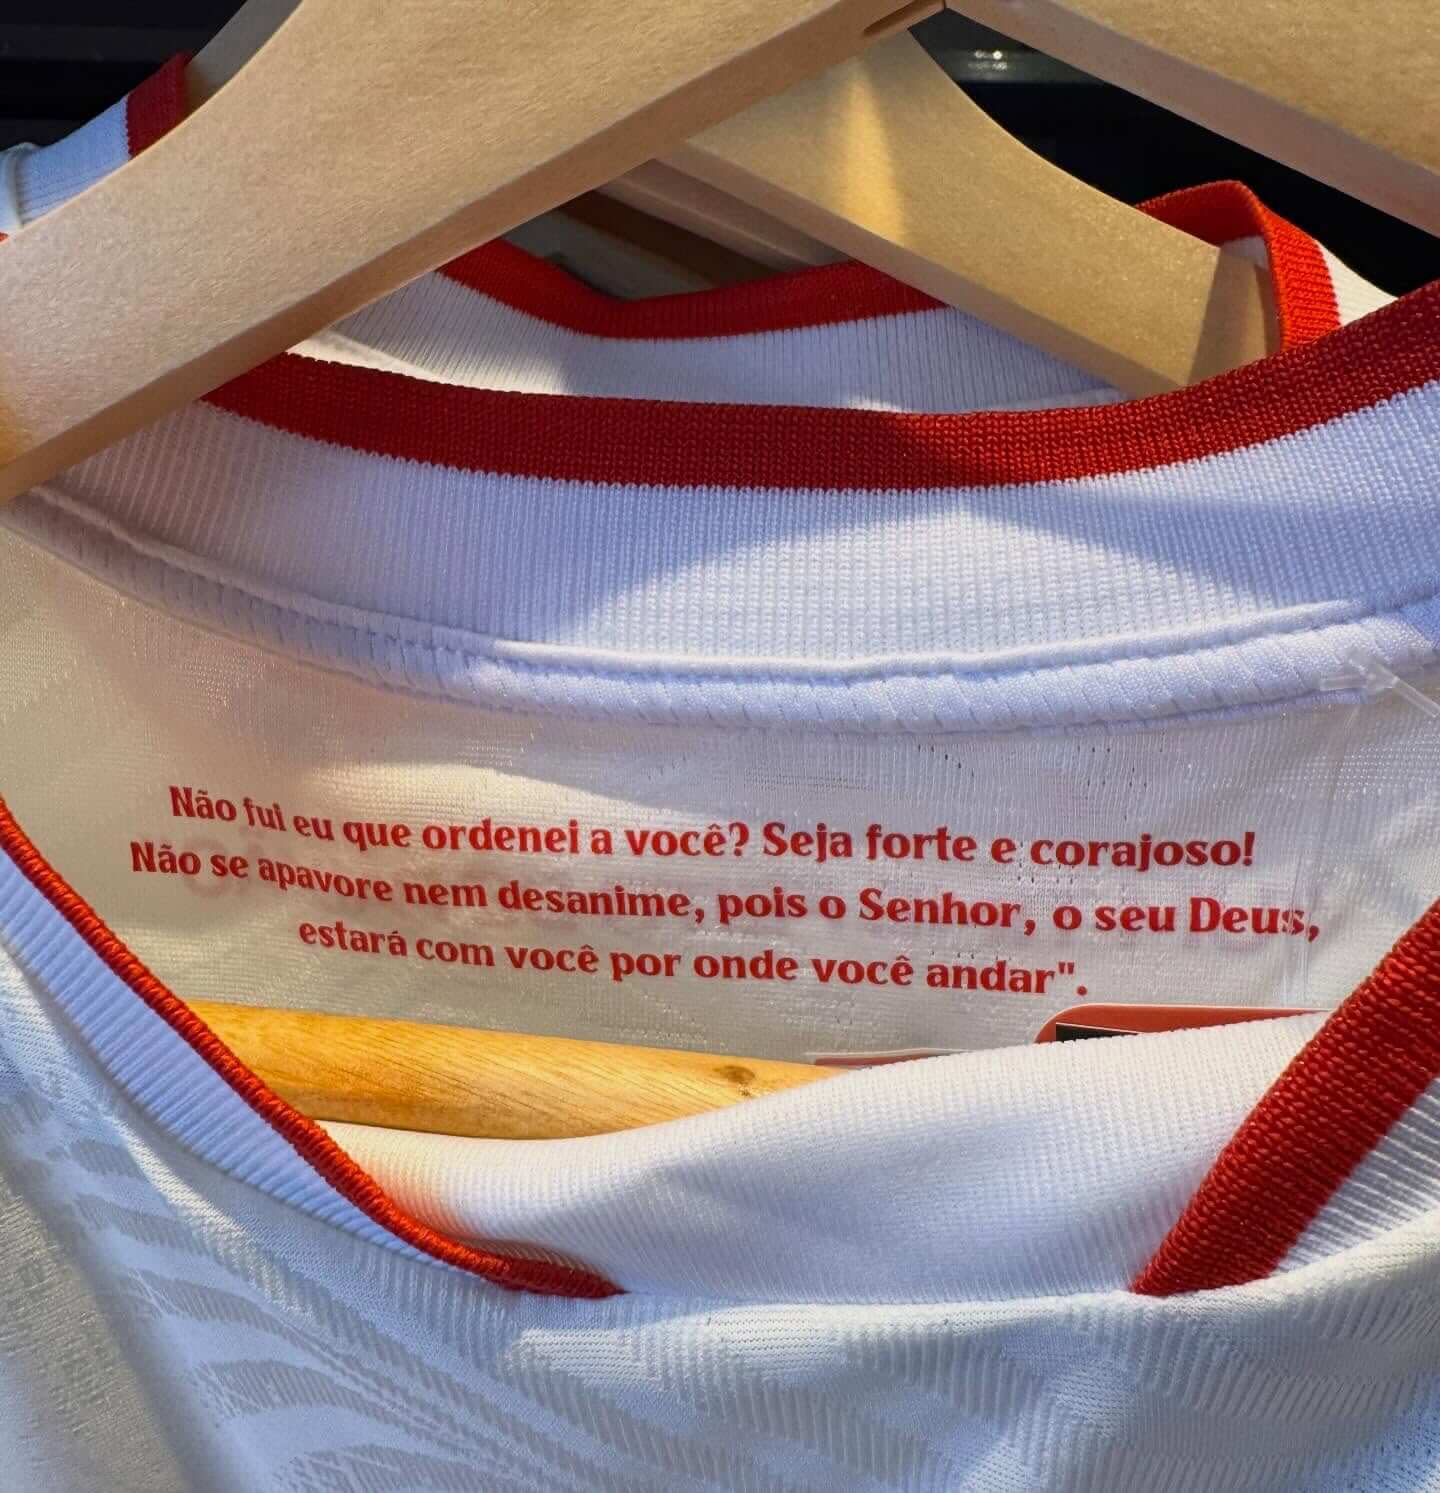 Não fui eu que ordenei a você? Seja forte e corajoso!
Não se apavore nem desanime, pois o Senhor, o seu Deus,
estará com você por onde você andar".